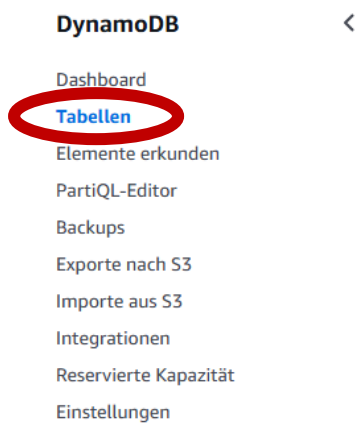 DynamoDB
Dashboard
Tabellen
Elemente erkunden
PartiQL-Editor
Backups
Exporte nach S3
Importe aus S3
Integrationen
Reservierte Kapazität
Einstellungen